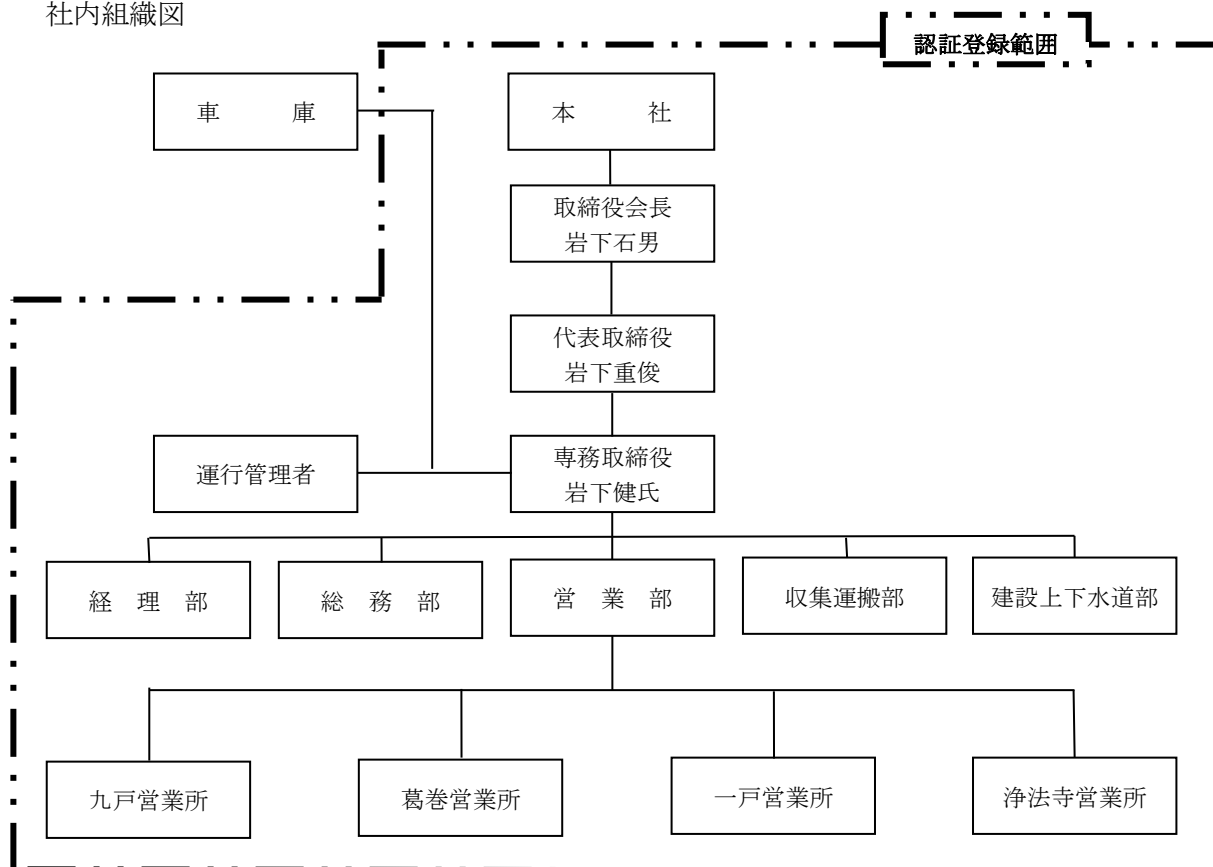 社内組織図
認証登録範囲
車　　庫
本　　社
取締役会長
岩下石男
代表取締役
岩下重俊
運行管理者
専務取締役
岩下健氏
経　理　部
総　務　部
営　業　部
収集運搬部
建設上下水道部
九戸営業所
葛巻営業所
一戸営業所
浄法寺営業所